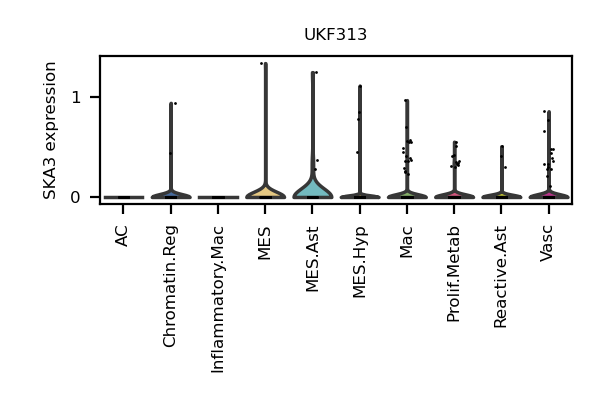 UKF313
SKA3 expression
1
0
AC
Chromatin.Reg
Inflammatory.Mac
MES
MES.Ast
MES.Hyp
Mac
Prolif.Metab
Reactive.Ast
Vasc